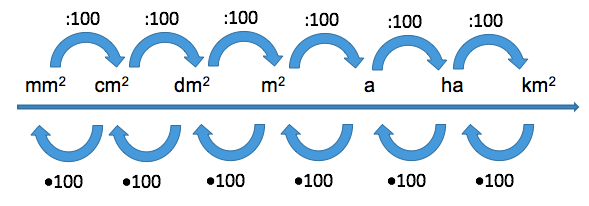 :100 :100 :100 :100 :100 :100
mm² cm² dm² m² a ha km²
•100 •100 •100 •100 •100 •100